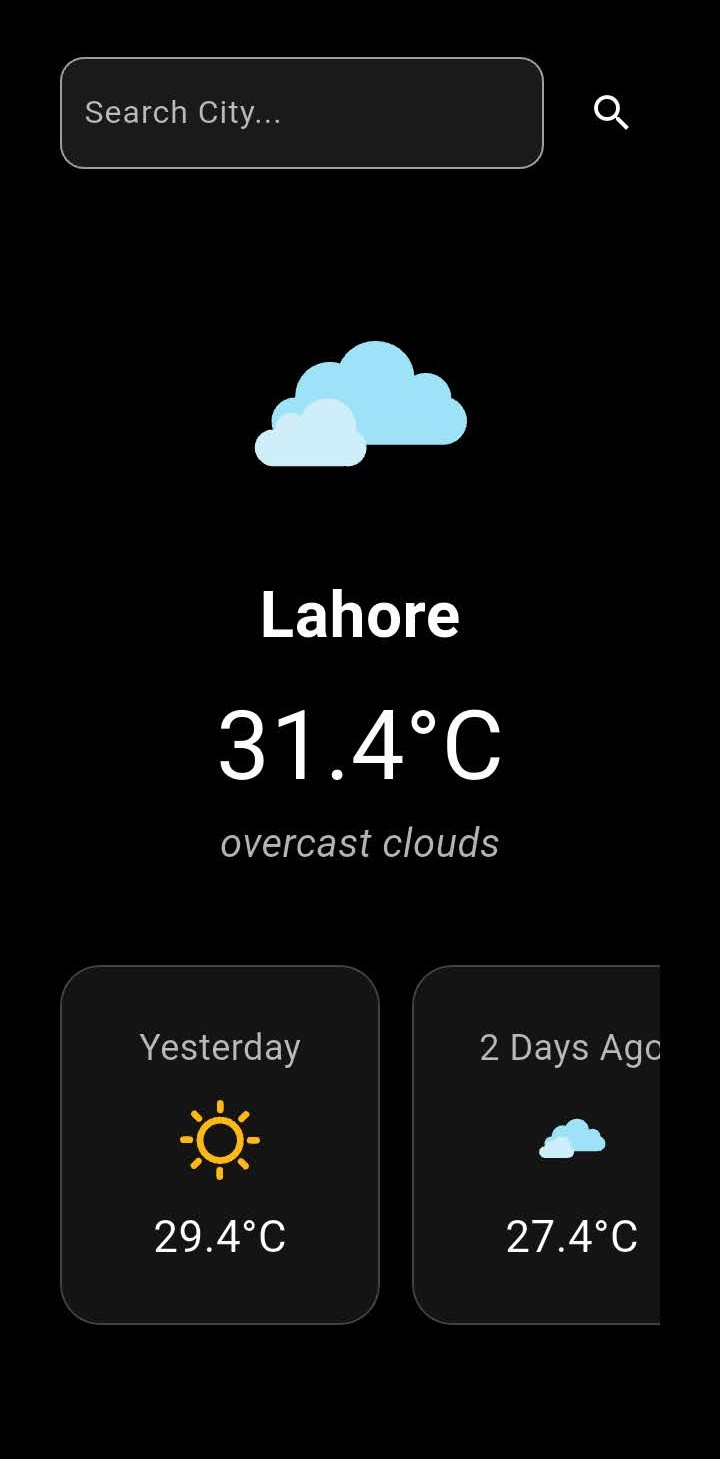 Search City...
Lahore
31.4°C
overcast clouds
Yesterday
2 Days Ago
29.4°C
27.4°C